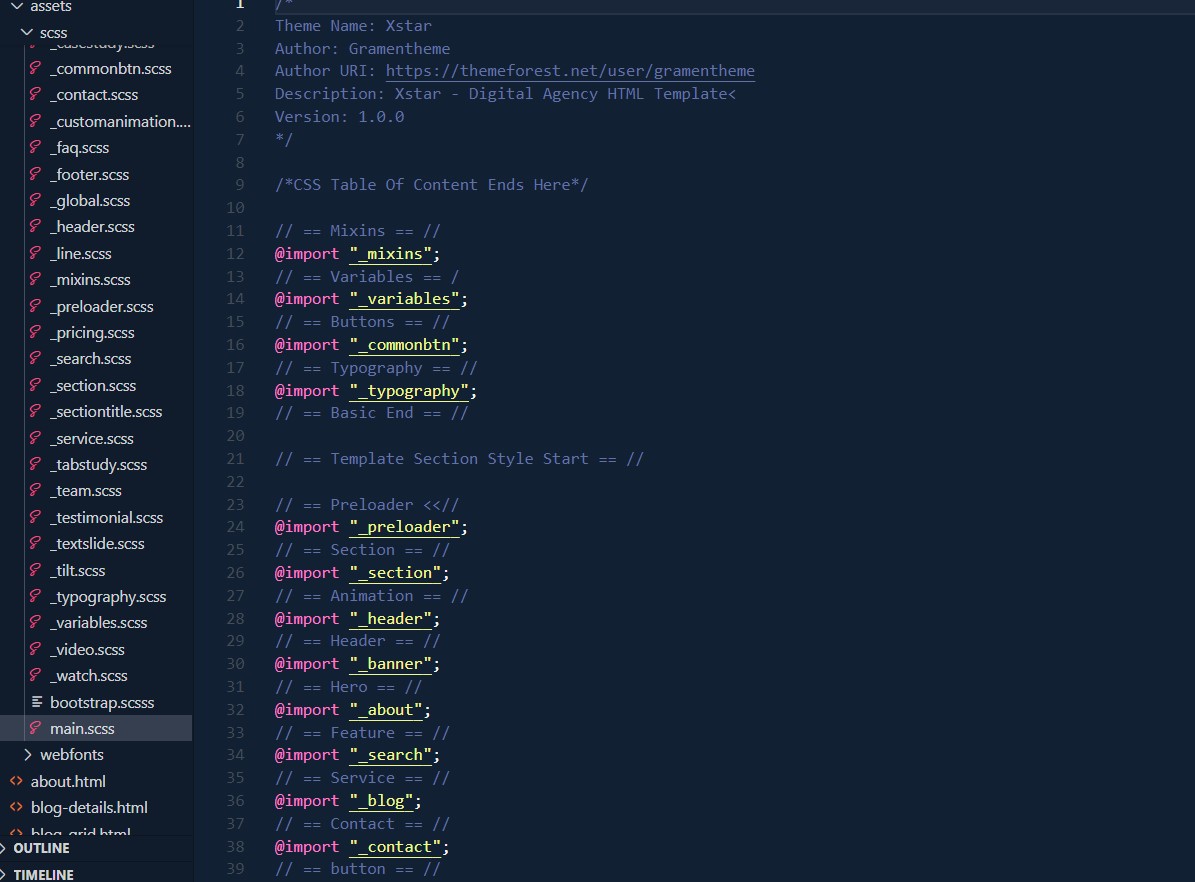 assets
scss
_casestudy.scss
_commonbtn.scss
_contact.scss
_customanimation....
_faq.scss
_footer.scss
_global.scss
_header.scss
_line.scss
_mixins.scss
_preloader.scss
_pricing.scss
_search.scss
_section.scss
_sectiontitle.scss
_service.scss
_tabstudy.scss
_team.scss
_testimonial.scss
_textslide.scss
_tilt.scss
_typography.scss
_variables.scss
_video.scss
_watch.scss
bootstrap.scsss
main.scss
webfonts
about.html
blog-details.html
blog-grid.html
OUTLINE
TIMELINE
1 /*
2 Theme Name: Xstar
3 Author: Gramentheme
4 Author URI: https://themeforest.net/user/gramentheme
5 Description: Xstar - Digital Agency HTML Template<
6 Version: 1.0.0
7 */
8
9 /*CSS Table Of Content Ends Here*/
10
11 // == Mixins == //
12 @import "_mixins";
13 // == Variables == /
14 @import "_variables";
15 // == Buttons == //
16 @import "_commonbtn";
17 // == Typography == //
18 @import "_typography";
19 // == Basic End == //
20
21 // == Template Section Style Start == //
22
23 // == Preloader <<//
24 @import "_preloader";
25 // == Section == //
26 @import "_section";
27 // == Animation == //
28 @import "_header";
29 // == Header == //
30 @import "_banner";
31 // == Hero == //
32 @import "_about";
33 // == Feature == //
34 @import "_search";
35 // == Service == //
36 @import "_blog";
37 // == Contact == //
38 @import "_contact";
39 // == button == //